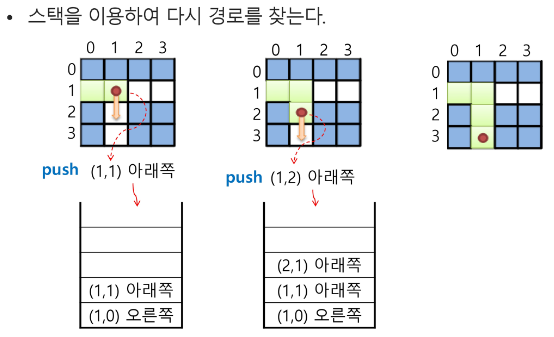 • 스택을 이용하여 다시 경로를 찾는다.
0 1 2 3
0
1
2
3
push (1,1) 아래쪽
(1,1) 아래쪽
(1,0) 오른쪽
0 1 2 3
0
1
2
3
push (1,2) 아래쪽
(2,1) 아래쪽
(1,1) 아래쪽
(1,0) 오른쪽
0 1 2 3
0
1
2
3